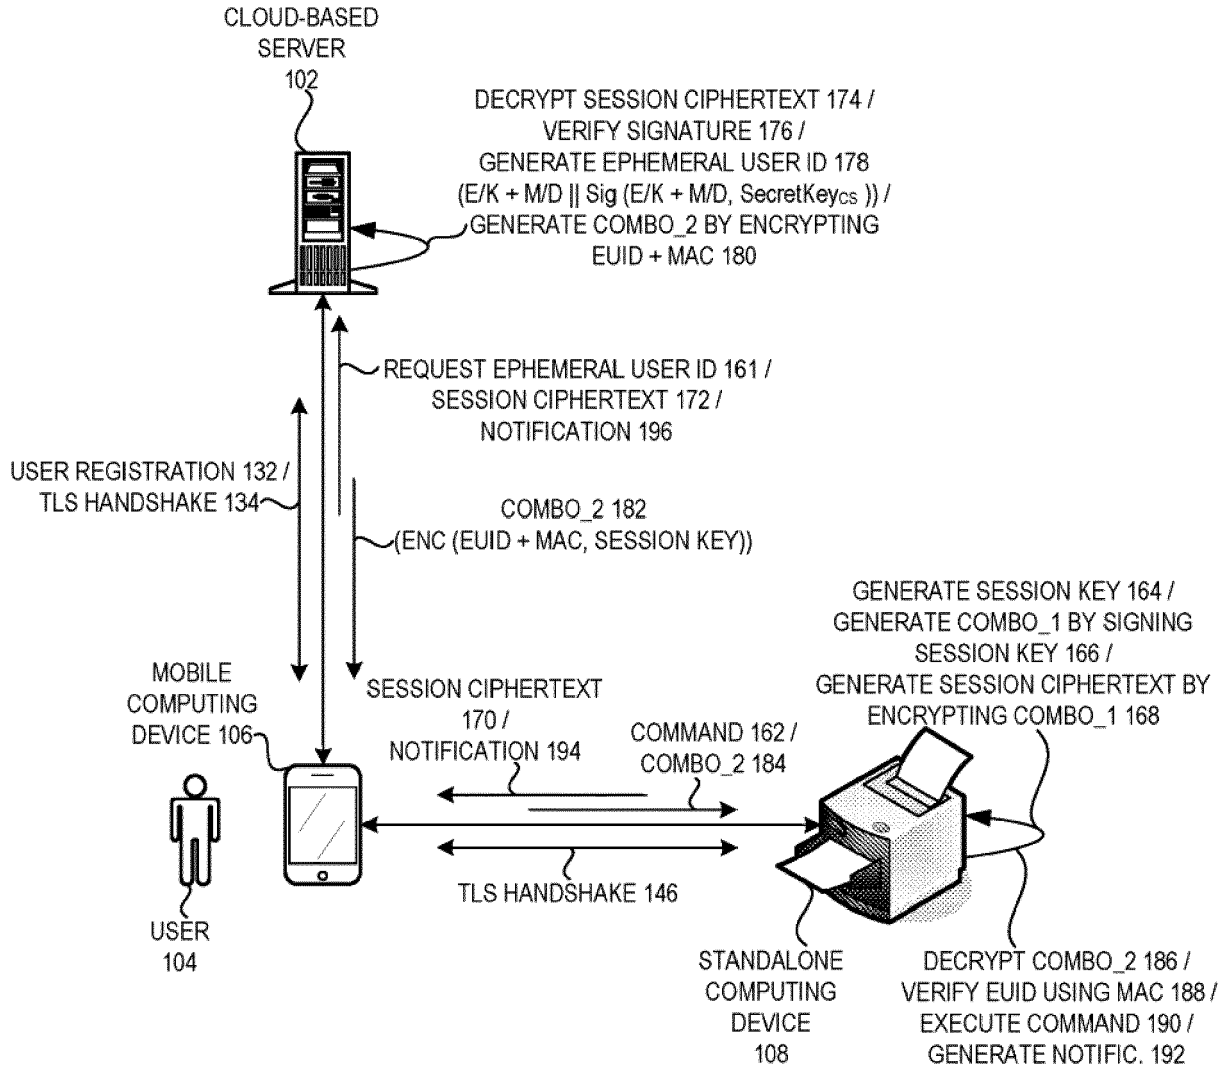 CLOUD-BASED
SERVER
102
DECRYPT SESSION CIPHERTEXT 174 /
VERIFY SIGNATURE 176 /
GENERATE EPHEMERAL USER ID 178
(E/K + M/D || Sig (E/K + M/D, SecretKeyCS )) /
GENERATE COMBO_2 BY ENCRYPTING
EUID + MAC 180
REQUEST EPHEMERAL USER ID 161 /
SESSION CIPHERTEXT 172 /
NOTIFICATION 196
USER REGISTRATION 132 /
TLS HANDSHAKE 134
COMBO_2 182
(ENC (EUID + MAC, SESSION KEY))
GENERATE SESSION KEY 164 /
GENERATE COMBO_1 BY SIGNING
SESSION KEY 166 /
GENERATE SESSION CIPHERTEXT BY
ENCRYPTING COMBO_1 168
MOBILE
COMPUTING
DEVICE 106
SESSION CIPHERTEXT
170 /
NOTIFICATION 194
COMMAND 162 /
COMBO_2 184
TLS HANDSHAKE 146
USER
104
STANDALONE
COMPUTING
DEVICE
108
DECRYPT COMBO_2 186 /
VERIFY EUID USING MAC 188 /
EXECUTE COMMAND 190 /
GENERATE NOTIFIC. 192